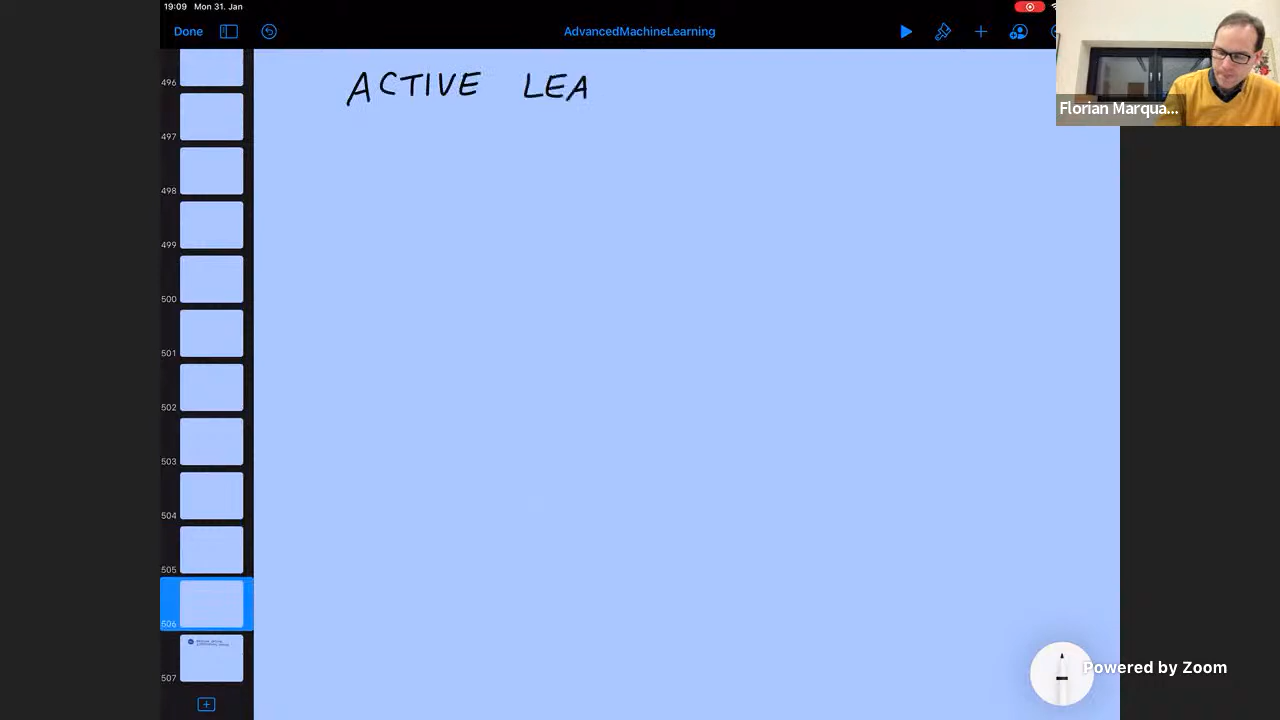 19:09 Mon 31. Jan
Done
AdvancedMachineLearning
ACTIVE LEA
Florian Marqua...
496
497
498
499
500
501
502
503
504
505
506
507
Powered by Zoom